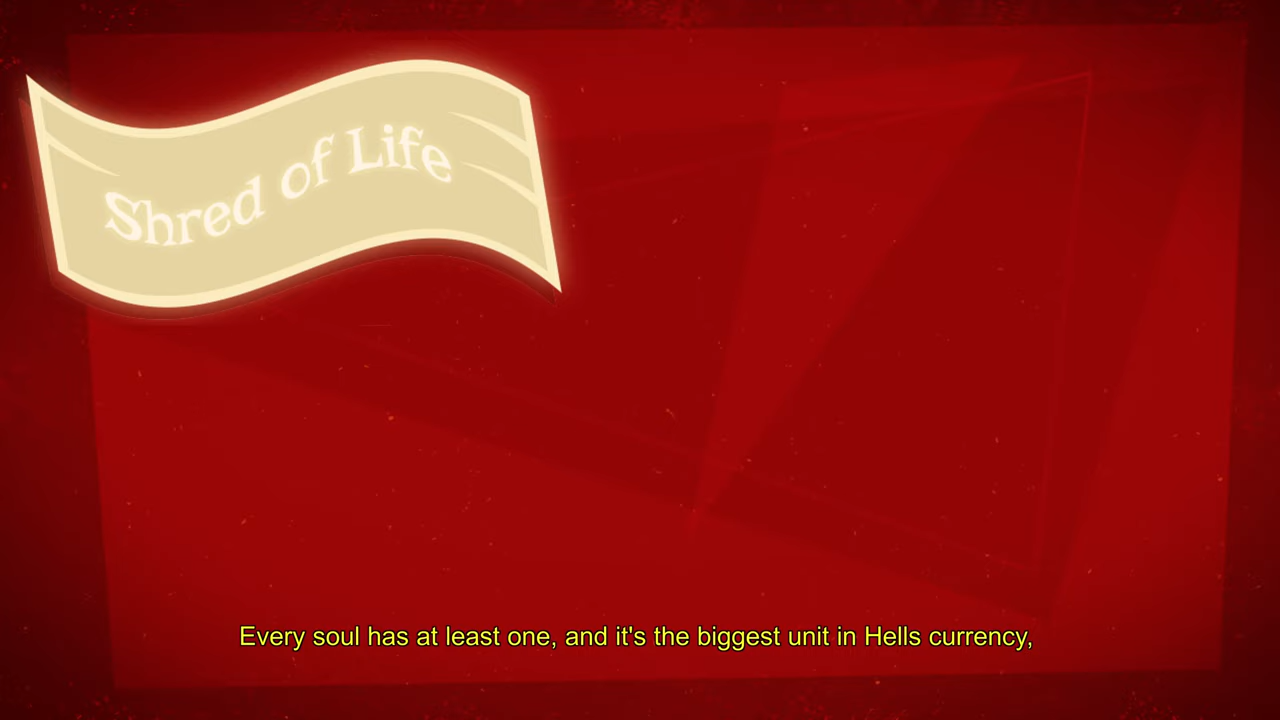 Shred of Life
Every soul has at least one, and it's the biggest unit in Hells currency,